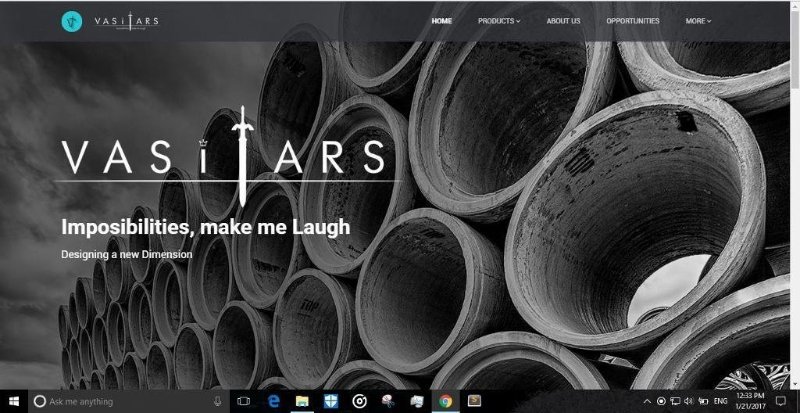 VASiTARS
HOME PRODUCTS ABOUT US OPPORTUNITIES MORE
VASiTARS
Imposibilities, make me Laugh
Designing a new Dimension
Ask me anything
ENG
12:33 PM
1/21/2017